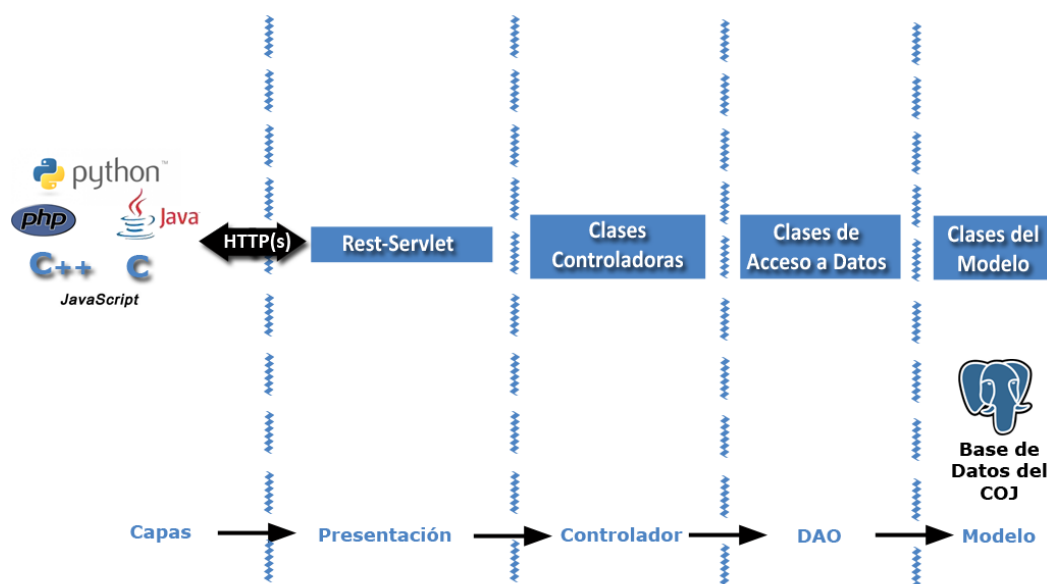 python™
php
Java
C++
C
JavaScript
HTTP(s)
Rest-Servlet
Clases
Controladoras
Clases de
Acceso a Datos
Clases del
Modelo
Base de
Datos del
COJ
Capas
Presentación
Controlador
DAO
Modelo